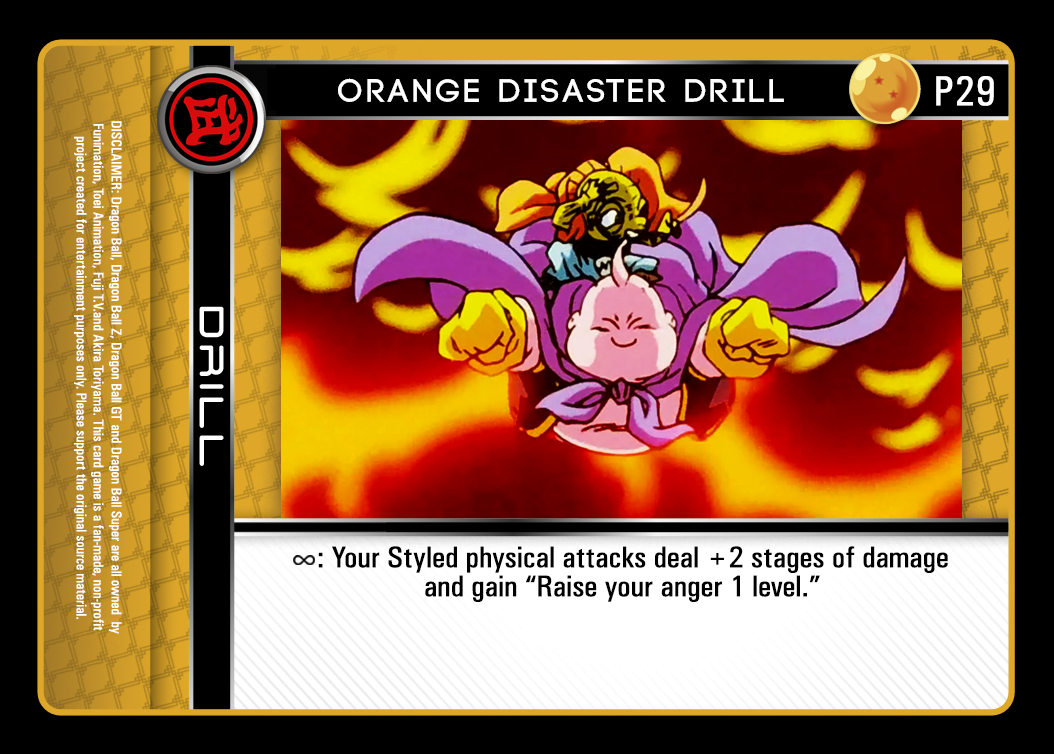 ORANGE DISASTER DRILL
P29
武
DRILL
DISCLAIMER: Dragon Ball, Dragon Ball Z, Dragon Ball GT and Dragon Ball Super are all owned by
Funimation, Toei Animation, Fuji T.V.and Akira Toriyama. This card game is a fan-made, non-profit
project created for entertainment purposes only. Please support the original source material.
∞: Your Styled physical attacks deal +2 stages of damage
and gain “Raise your anger 1 level.”